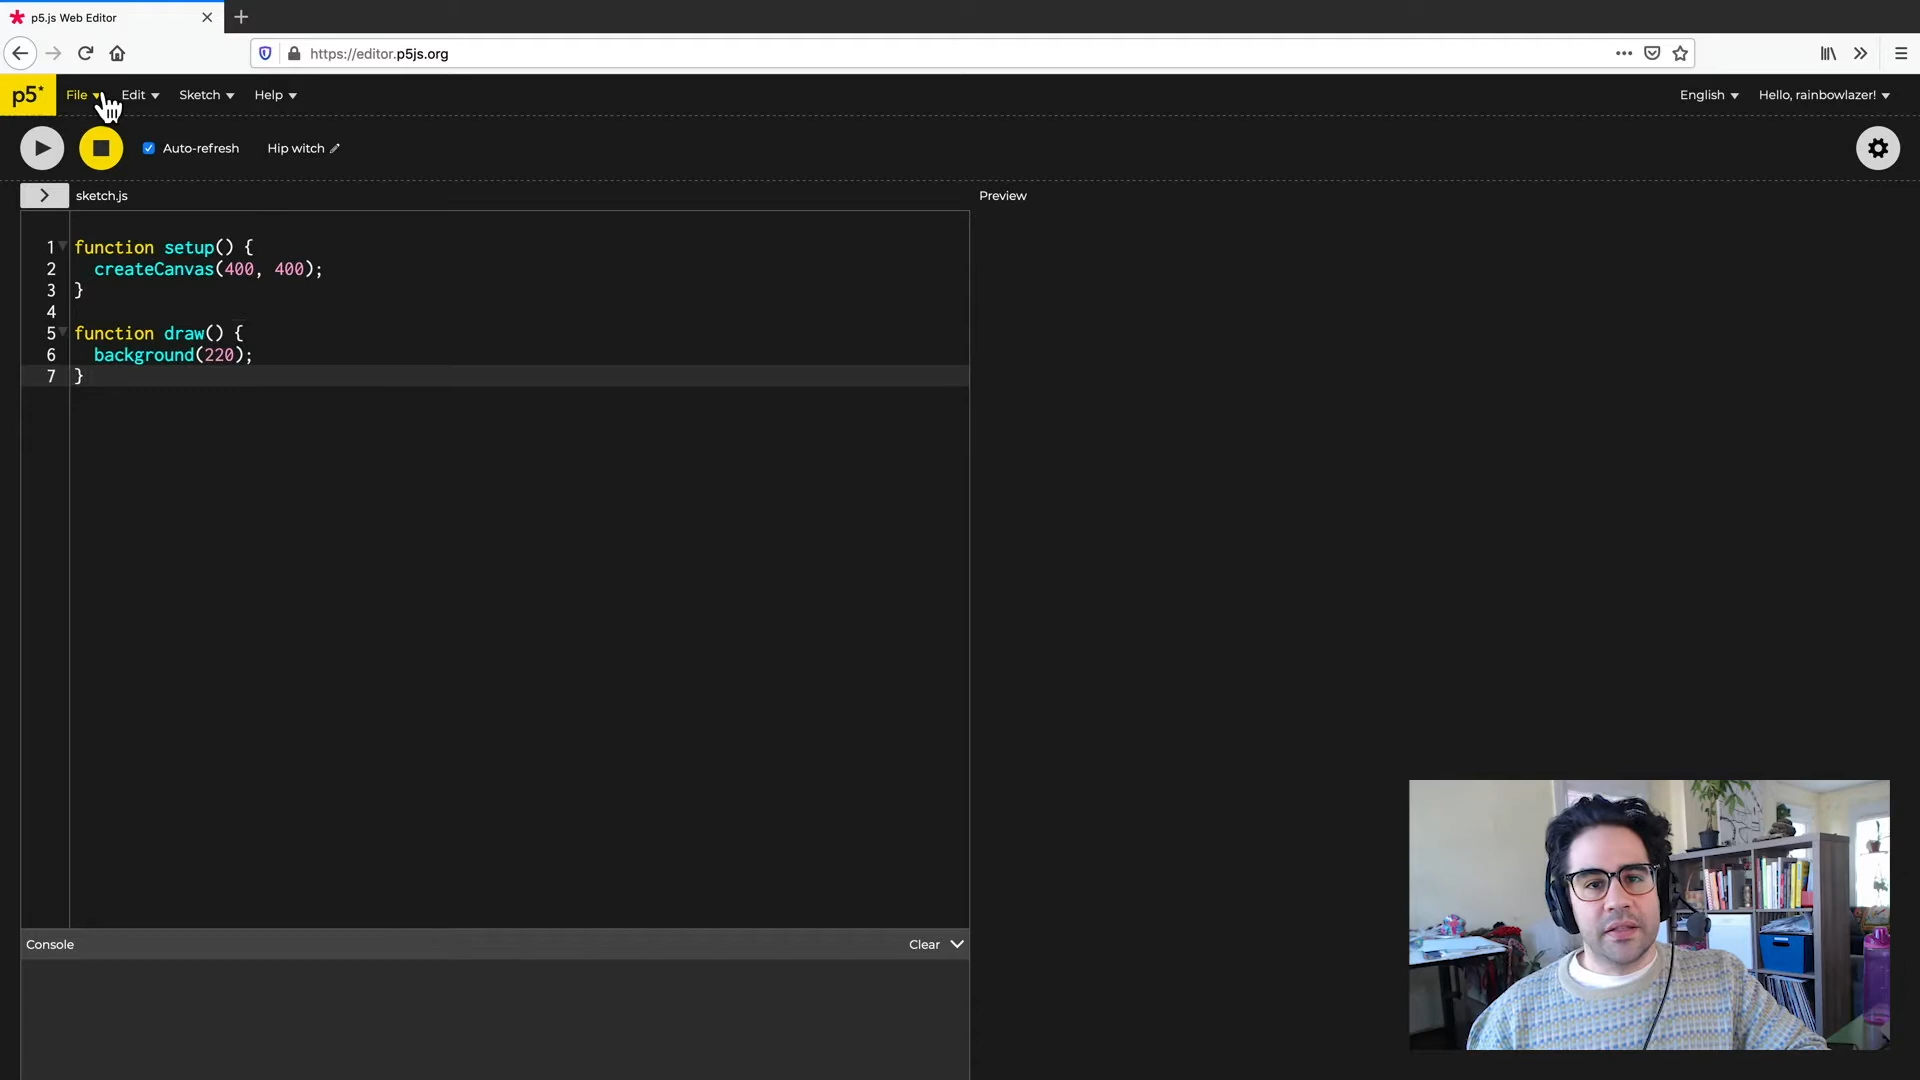 p5.js Web Editor
https://editor.p5js.org
p5* File Edit Sketch Help English Hello, rainbowlazer!
Auto-refresh Hip witch
sketch.js Preview
1 function setup() {
2 createCanvas(400, 400);
3 }
4
5 function draw() {
6 background(220);
7 }
Console Clear